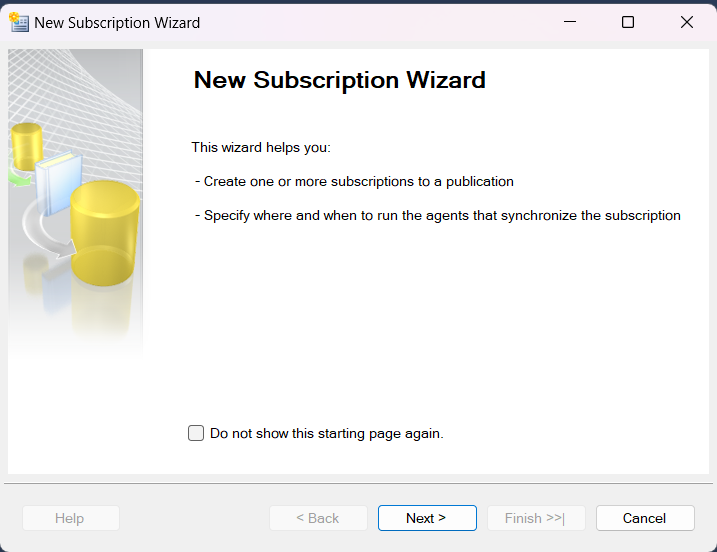 New Subscription Wizard
New Subscription Wizard
This wizard helps you:
- Create one or more subscriptions to a publication
- Specify where and when to run the agents that synchronize the subscription
Do not show this starting page again.
Help
< Back
Next >
Finish >>|
Cancel